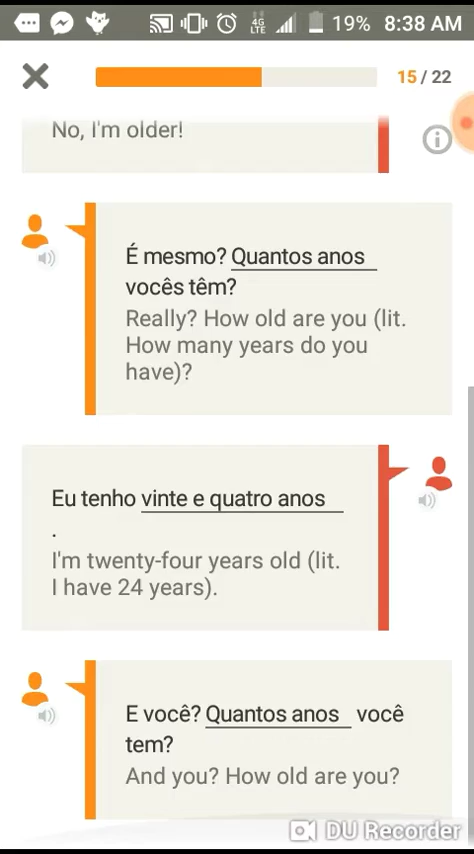 4G
LTE
19% 8:38 AM
15 / 22
No, I'm older!
É mesmo? Quantos anos
vocês têm?
Really? How old are you (lit.
How many years do you
have)?
Eu tenho vinte e quatro anos
.
I'm twenty-four years old (lit.
I have 24 years).
E você? Quantos anos você
tem?
And you? How old are you?
DU Recorder